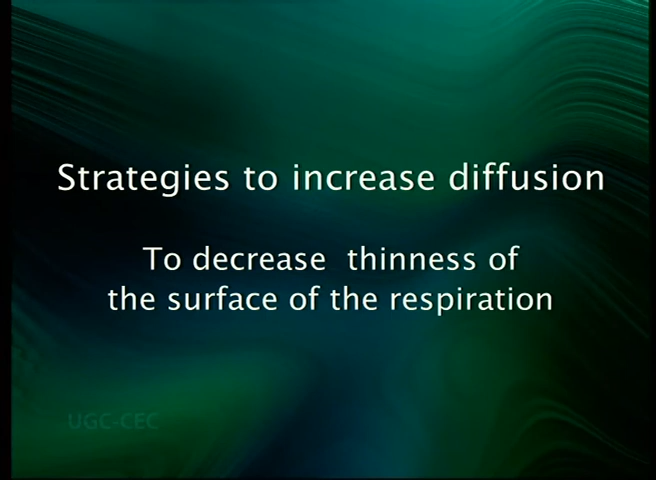 Strategies to increase diffusion
To decrease thinness of
the surface of the respiration
UGC-CEC